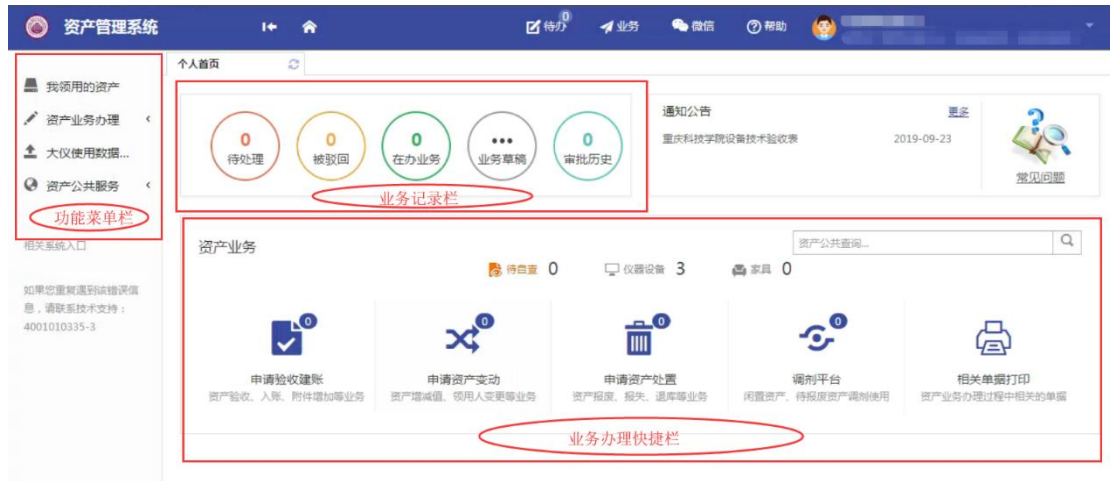 资产管理系统
待办
0
业务
微信
帮助
个人首页
我领用的资产
资产业务办理
大仪使用数据...
资产公共服务
功能菜单栏
相关系统入口
如果您重复遇到该错误信
息，请联系技术支持：
4001010335-3
0
待处理
0
被驳回
0
在办业务
业务草稿
0
审批历史
业务记录栏
通知公告
更多
重庆科技学院设备技术验收表
2019-09-23
常见问题
资产业务
资产公共查询...
待自查 0
仪器设备 3
家具 0
0
申请验收建账
资产验收、入账、附件增加等业务
0
申请资产变动
资产增减值、领用人变更等业务
0
申请资产处置
资产报废、报失、退库等业务
0
调剂平台
闲置资产、待报废资产调剂使用
相关单据打印
资产业务办理过程中相关的单据
业务办理快捷栏